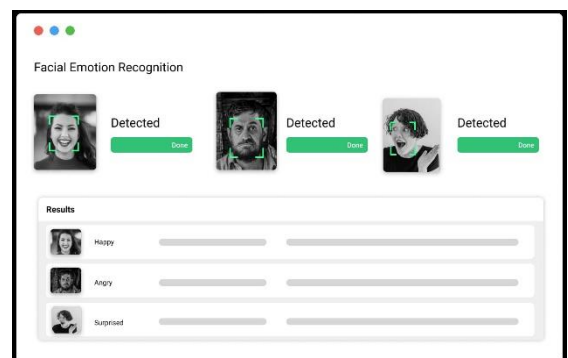 Facial Emotion Recognition
Detected
Done
Detected
Done
Detected
Done
Results
Happy
Angry
Surprised